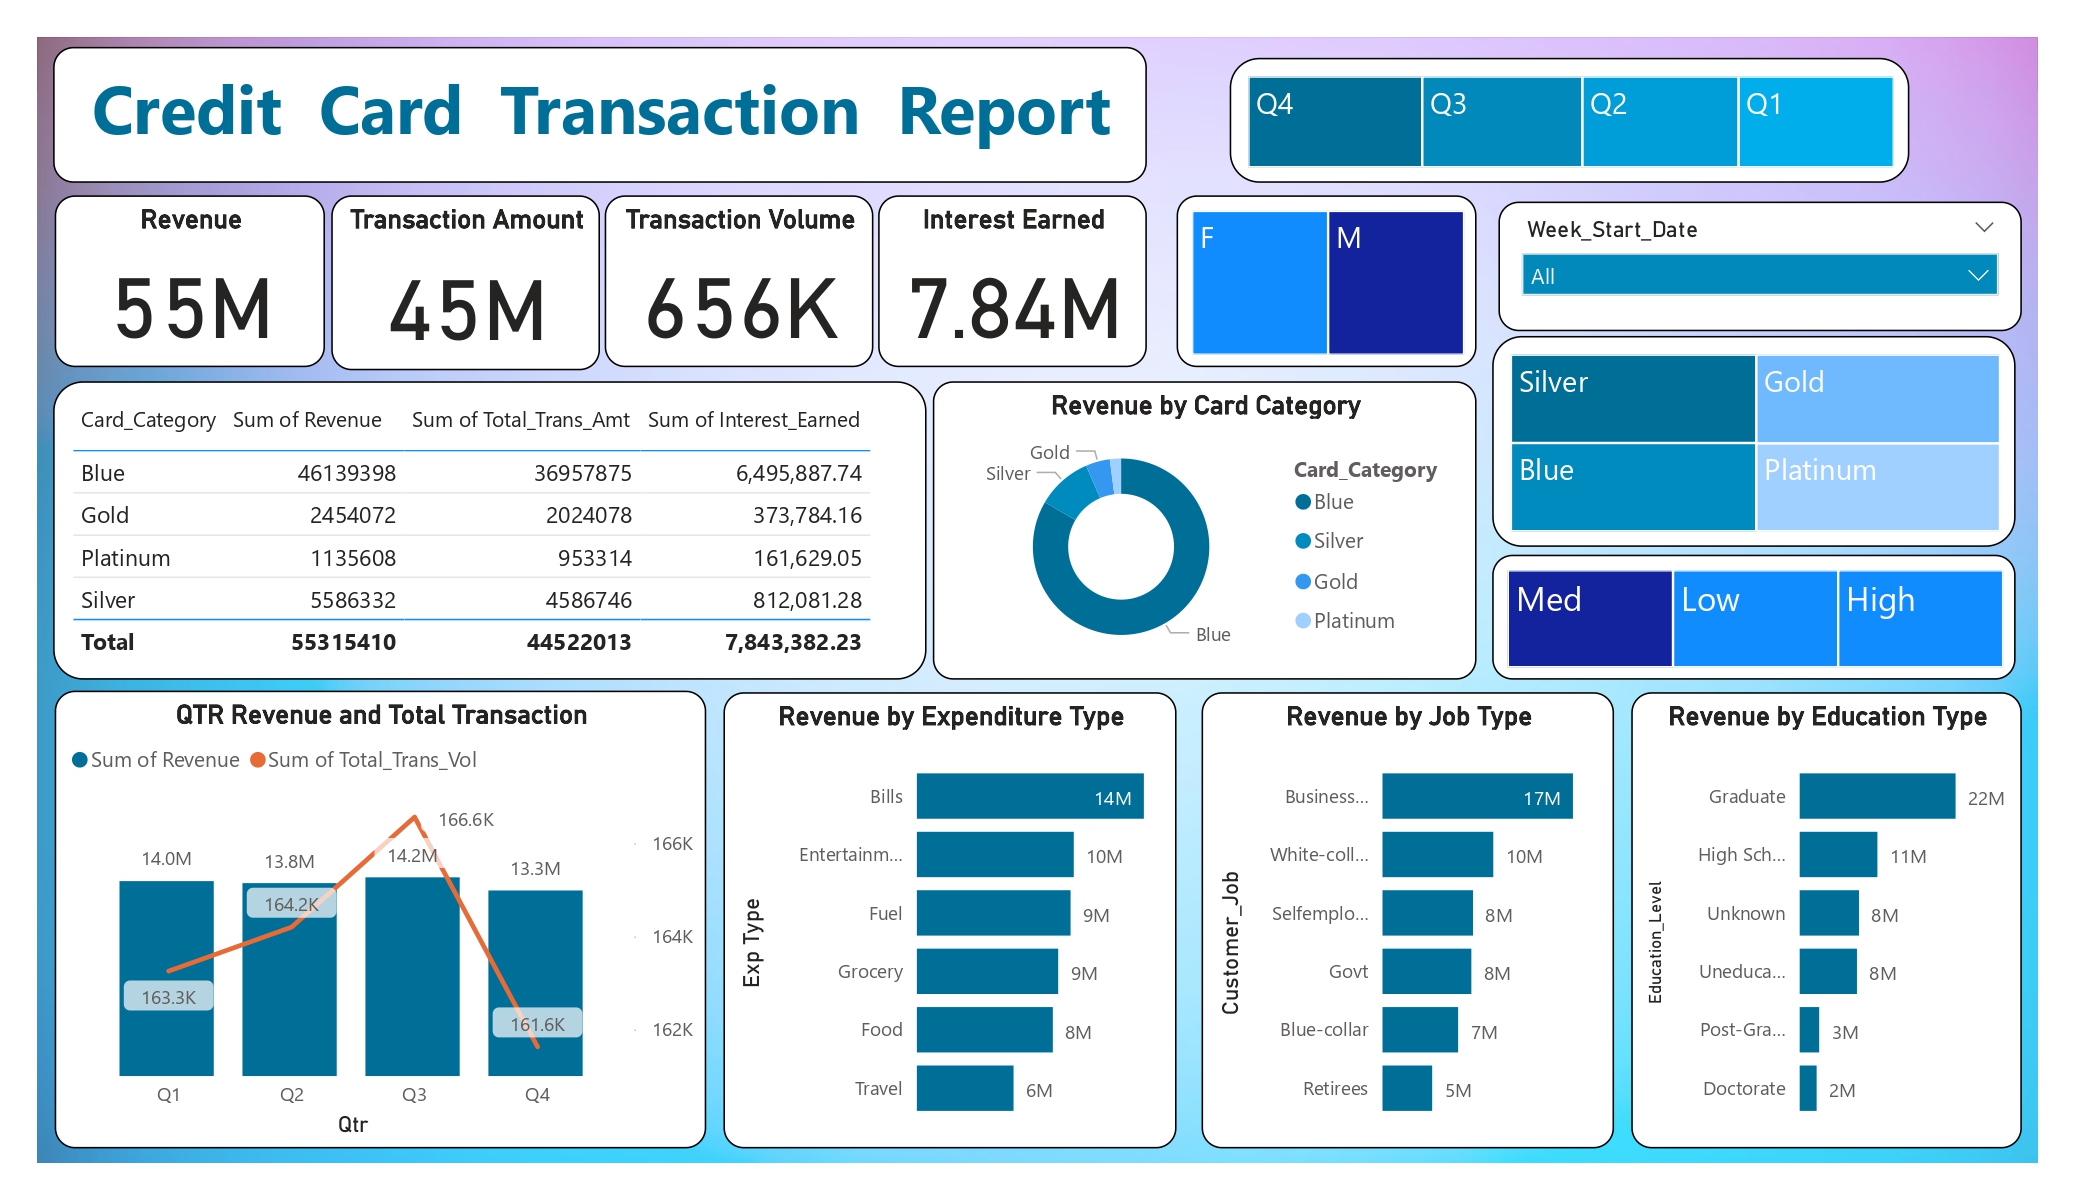 Credit Card Transaction Report
Q4 Q3 Q2 Q1
Revenue
55M
Transaction Amount
45M
Transaction Volume
656K
Interest Earned
7.84M
F M
Week_Start_Date
All
Card_Category Sum of Revenue Sum of Total_Trans_Amt Sum of Interest_Earned
Blue 46139398 36957875 6,495,887.74
Gold 2454072 2024078 373,784.16
Platinum 1135608 953314 161,629.05
Silver 5586332 4586746 812,081.28
Total 55315410 44522013 7,843,382.23
Revenue by Card Category
Gold
Silver
Blue
Card_Category
Blue
Silver
Gold
Platinum
Silver Gold
Blue Platinum
Med Low High
QTR Revenue and Total Transaction
Sum of Revenue Sum of Total_Trans_Vol
14.0M 13.8M 14.2M 13.3M
163.3K 164.2K 166.6K 161.6K
166K
164K
162K
Q1 Q2 Q3 Q4
Qtr
Revenue by Expenditure Type
Exp Type
Bills 14M
Entertainm... 10M
Fuel 9M
Grocery 9M
Food 8M
Travel 6M
Revenue by Job Type
Customer_Job
Business... 17M
White-coll... 10M
Selfemplo... 8M
Govt 8M
Blue-collar 7M
Retirees 5M
Revenue by Education Type
Education_Level
Graduate 22M
High Sch... 11M
Unknown 8M
Uneduca... 8M
Post-Gra... 3M
Doctorate 2M